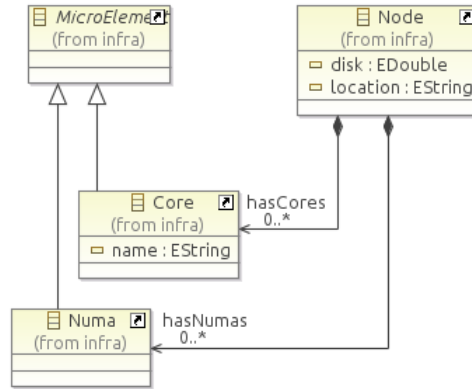 MicroElement
(from infra)
Node
(from infra)
disk : EDouble
location : EString
Core
(from infra)
name : EString
hasCores
0..*
Numa
(from infra)
hasNumas
0..*